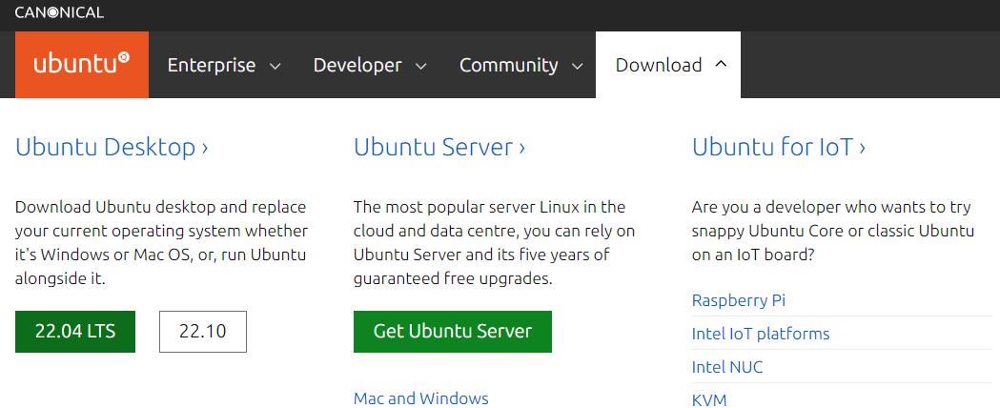 CANONICAL
ubuntu
Enterprise
Developer
Community
Download
Ubuntu Desktop ›
Download Ubuntu desktop and replace
your current operating system whether
it's Windows or Mac OS, or, run Ubuntu
alongside it.
22.04 LTS
22.10
Ubuntu Server ›
The most popular server Linux in the
cloud and data centre, you can rely on
Ubuntu Server and its five years of
guaranteed free upgrades.
Get Ubuntu Server
Mac and Windows
Ubuntu for IoT ›
Are you a developer who wants to try
snappy Ubuntu Core or classic Ubuntu
on an IoT board?
Raspberry Pi
Intel IoT platforms
Intel NUC
KVM